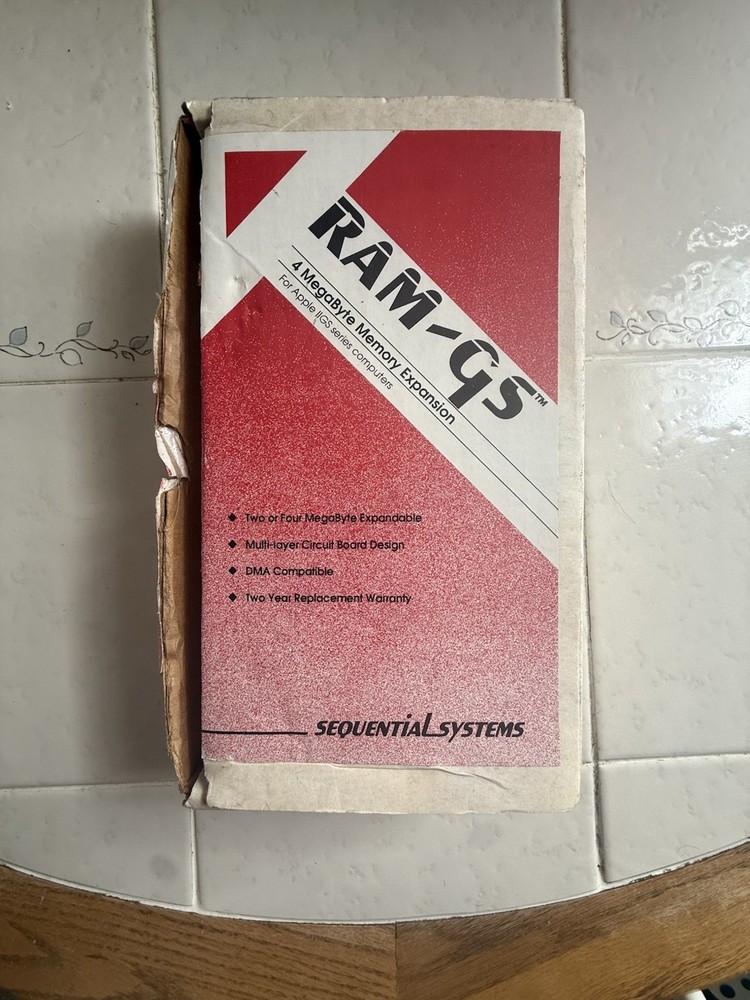 RAM-GS™
4 MegaByte Memory Expansion
For Apple IIGS series computers
◆ Two or Four MegaByte Expandable
◆ Multi-layer Circuit Board Design
◆ DMA Compatible
◆ Two Year Replacement Warranty
SEQUENTIAL SYSTEMS